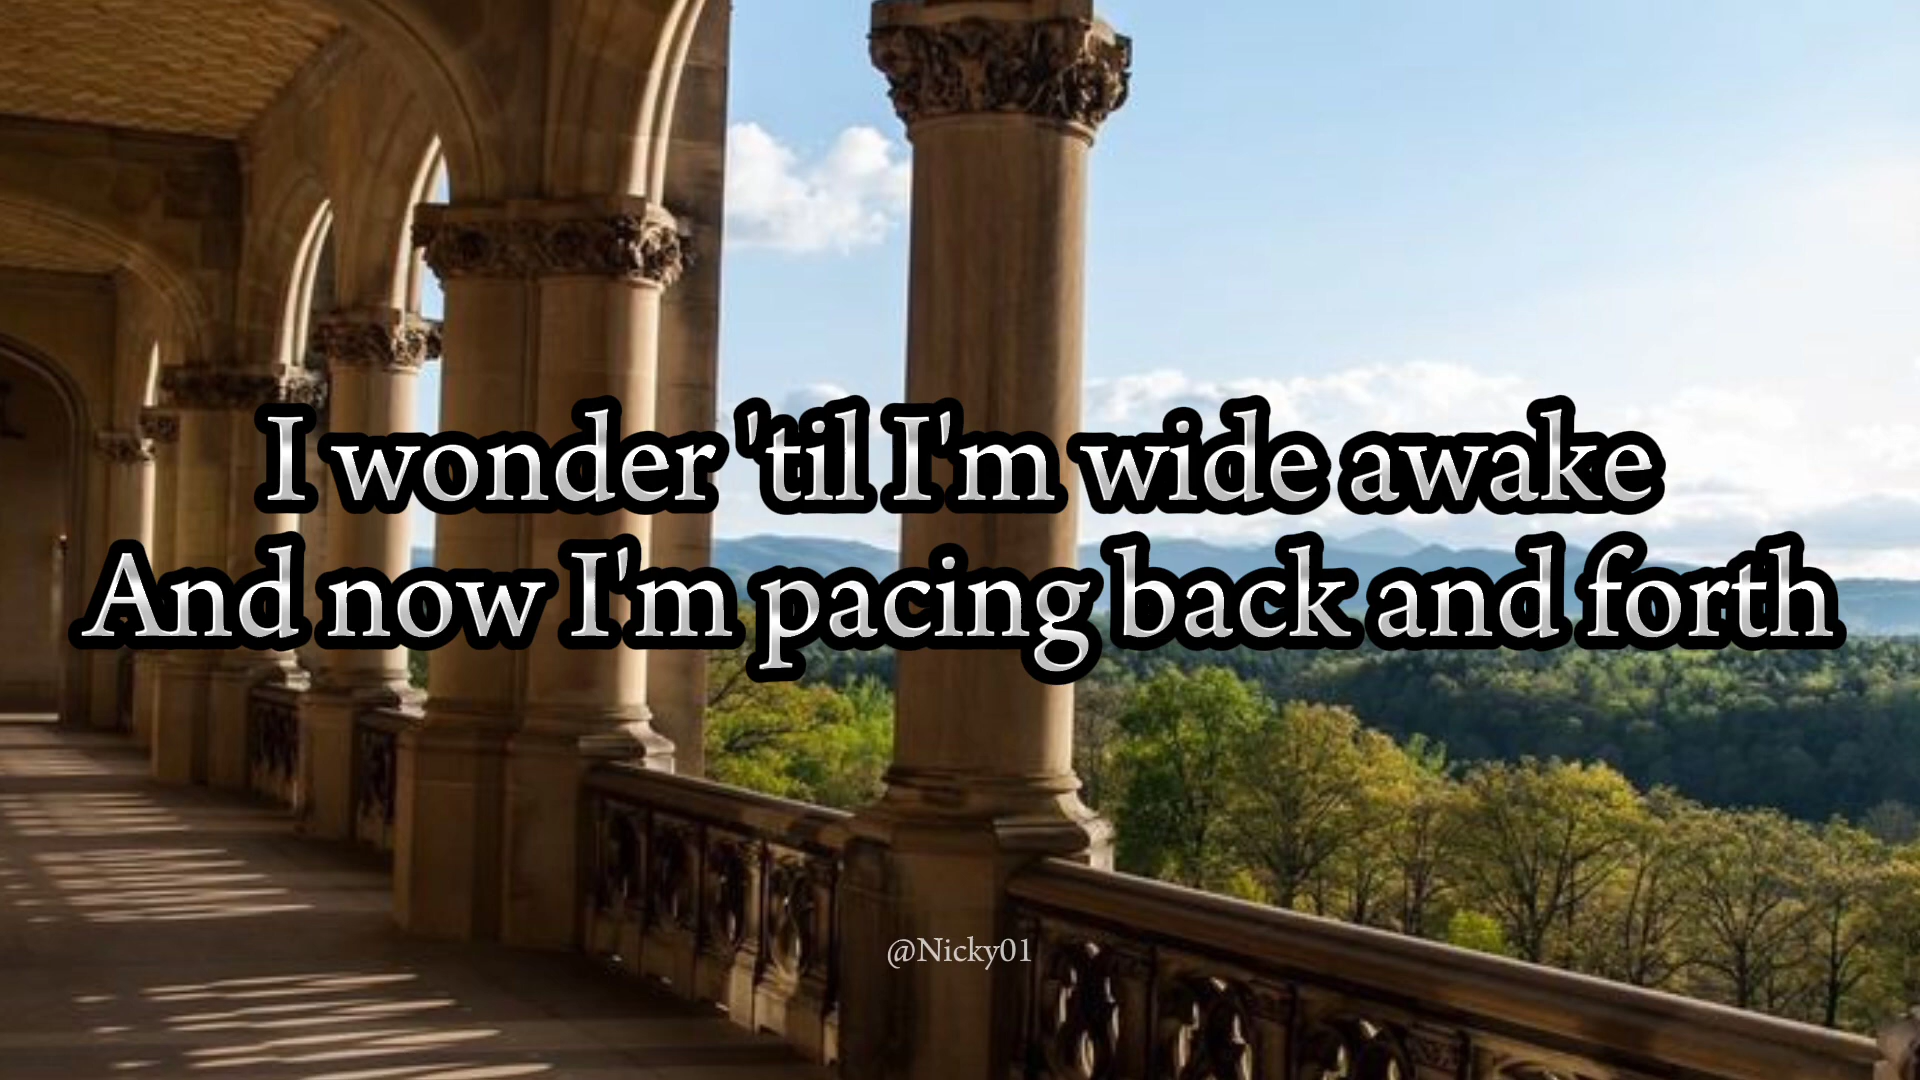 I wonder 'til I'm wide awake
And now I'm pacing back and forth
@Nicky01